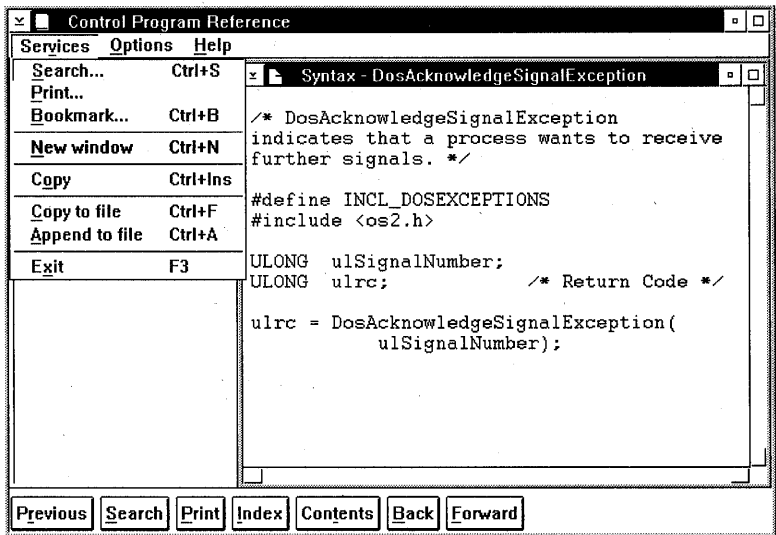 Control Program Reference
Services Options Help
Search... Ctrl+S
Print...
Bookmark... Ctrl+B
New window Ctrl+N
Copy Ctrl+Ins
Copy to file Ctrl+F
Append to file Ctrl+A
Exit F3
Syntax - DosAcknowledgeSignalException
/* DosAcknowledgeSignalException
indicates that a process wants to receive
further signals. */
#define INCL_DOSEXCEPTIONS
#include <os2.h>
ULONG ulSignalNumber;
ULONG ulrc; /* Return Code */
ulrc = DosAcknowledgeSignalException(
ulSignalNumber);
Previous Search Print Index Contents Back Forward